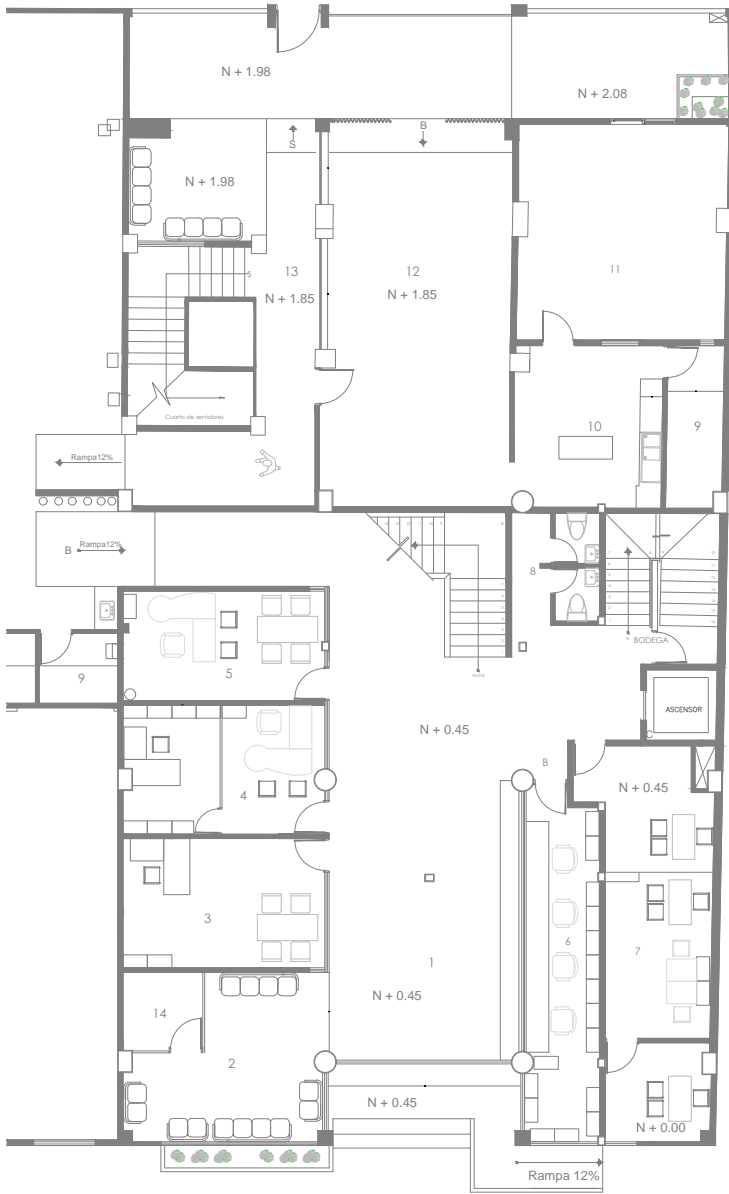 N + 1.98
N + 2.08
S
B
N + 1.98
13
N + 1.85
12
N + 1.85
11
S
Cuarto de servidores
10
9
Rampa12%
B
Rampa12%
8
BODEGA
9
5
ASCENSOR
C
N + 0.45
B
N + 0.45
4
3
6
7
1
N + 0.45
14
2
N + 0.45
N + 0.00
Rampa 12%